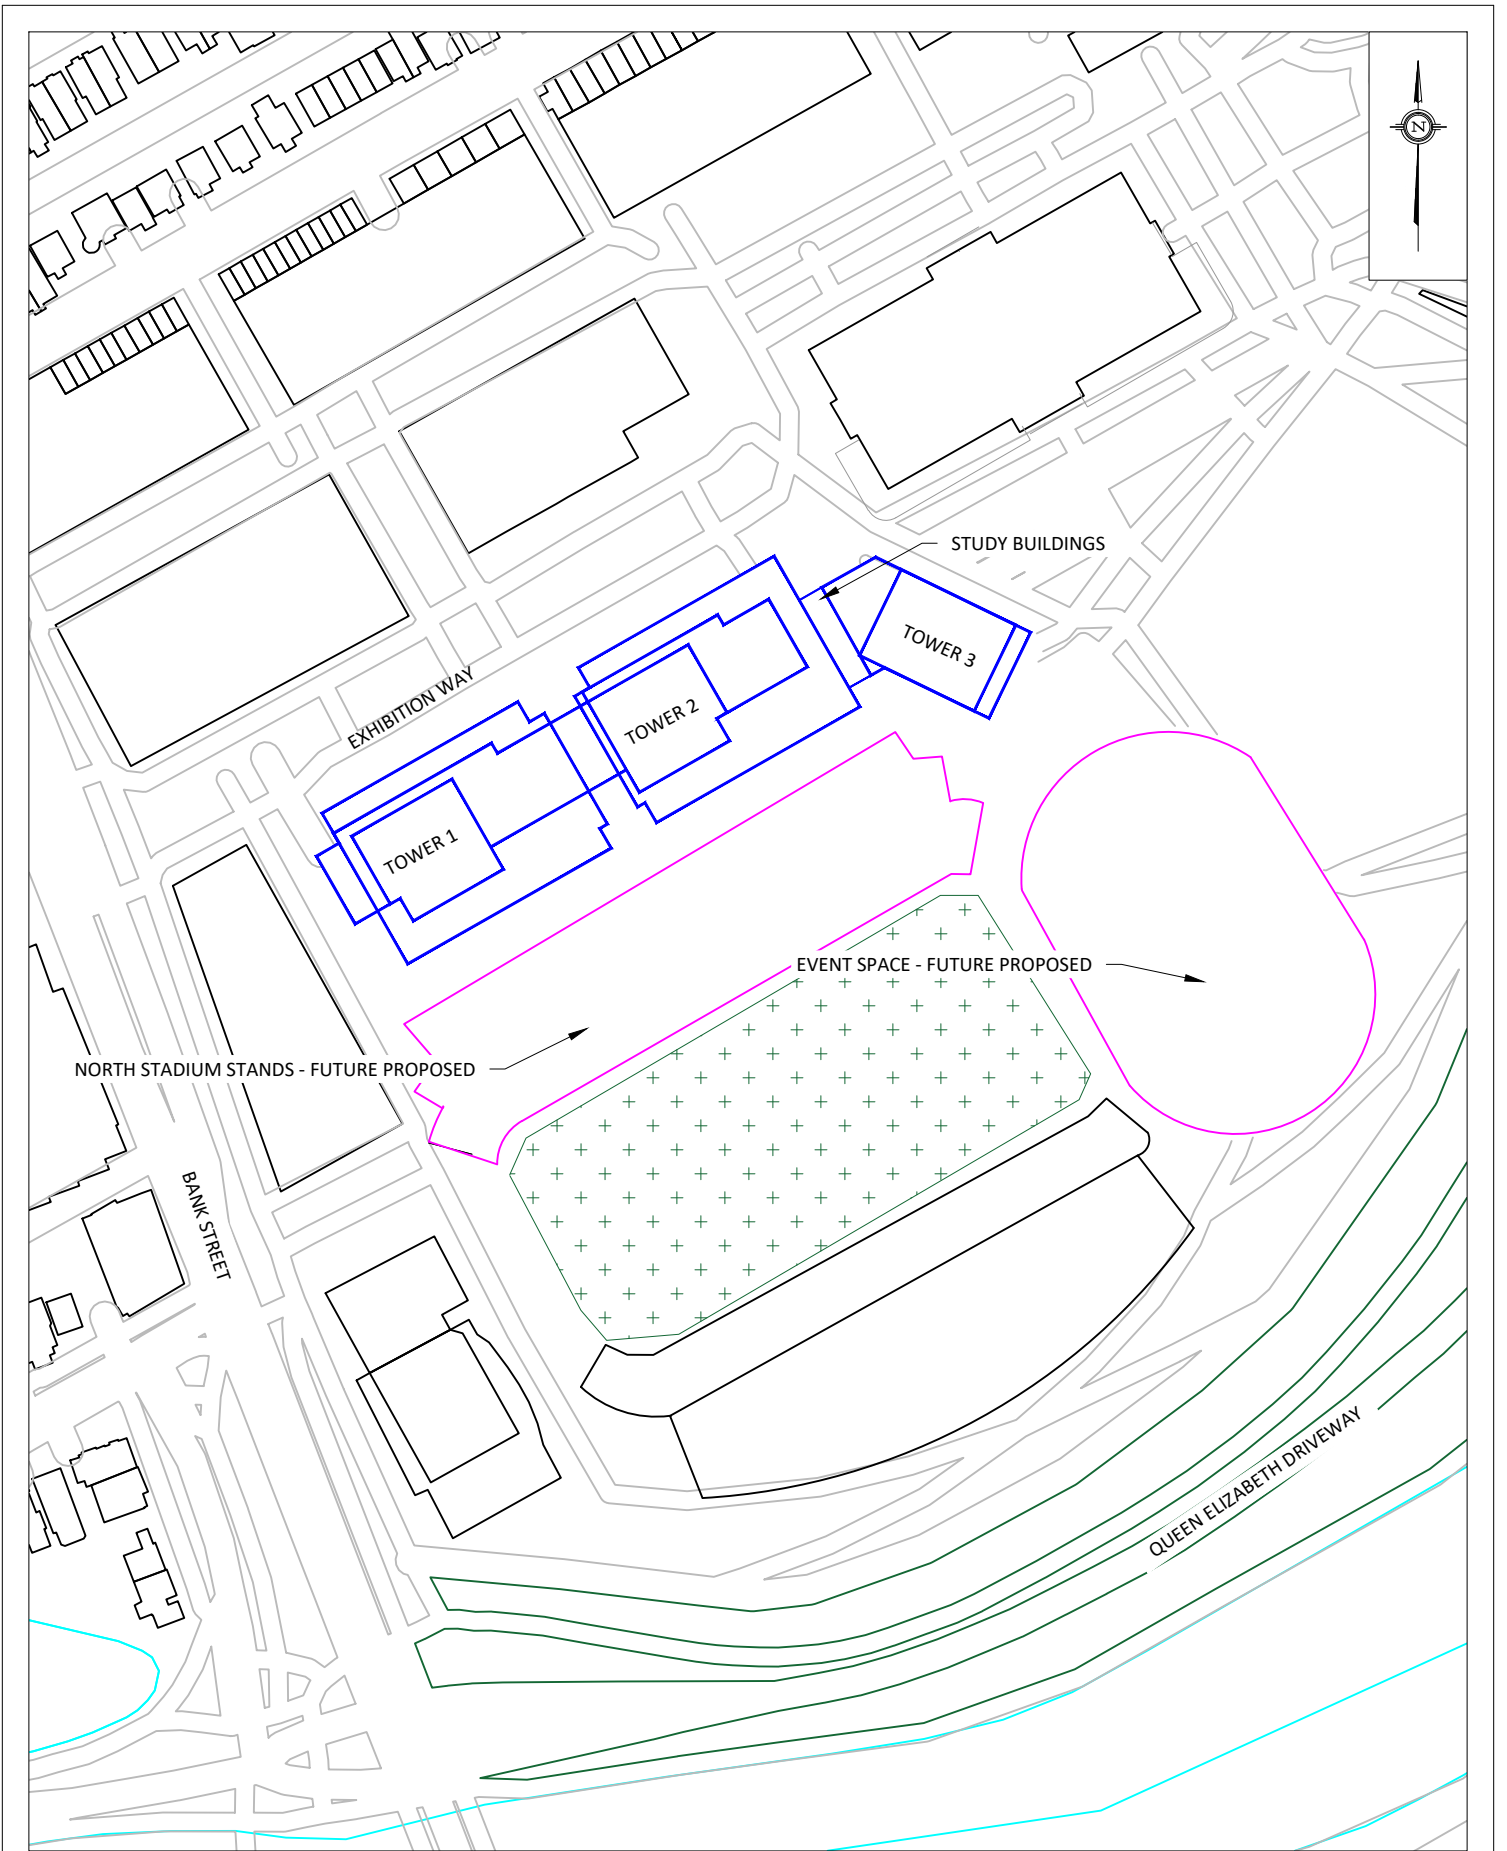 N
STUDY BUILDINGS
TOWER 3
EXHIBITION WAY
TOWER 2
TOWER 1
EVENT SPACE - FUTURE PROPOSED
NORTH STADIUM STANDS - FUTURE PROPOSED
BANK STREET
QUEEN ELIZABETH DRIVEWAY